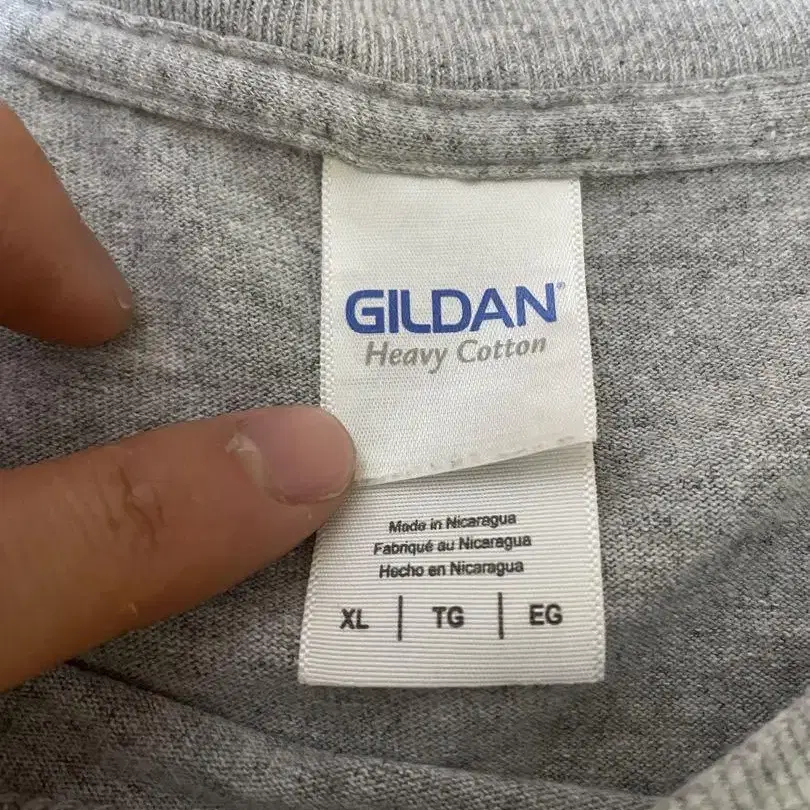 GILDAN®
Heavy Cotton
Made in Nicaragua
Fabriqué au Nicaragua
Hecho en Nicaragua
XL | TG | EG